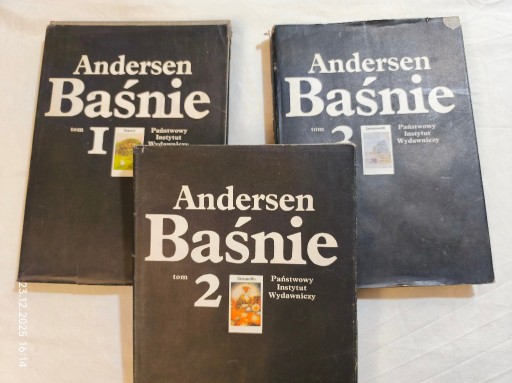 Andersen
Baśnie
tom 1
Państwowy
Instytut
Wydawniczy
Andersen
Baśnie
tom 3
Państwowy
Instytut
Wydawniczy
Andersen
Baśnie
tom 2
Państwowy
Instytut
Wydawniczy
23.12.2025 16:14